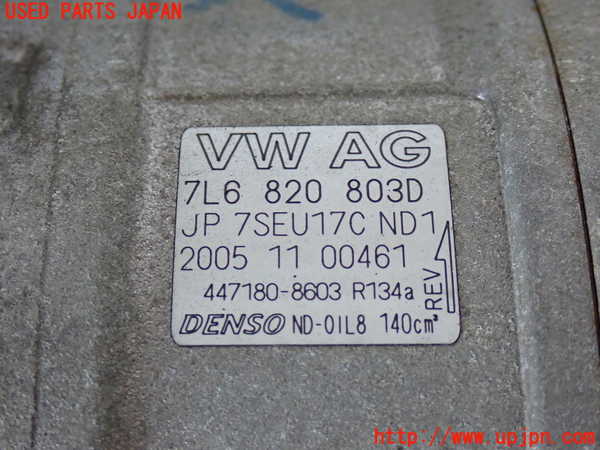 USED PARTS JAPAN
VW AG
7L6 820 803D
JP 7SEU17C ND1
2005 11 00461
447180-8603 R134a
REV
DENSO ND-OIL8 140cm³
(C)UPJ
http://www.upjpn.com/